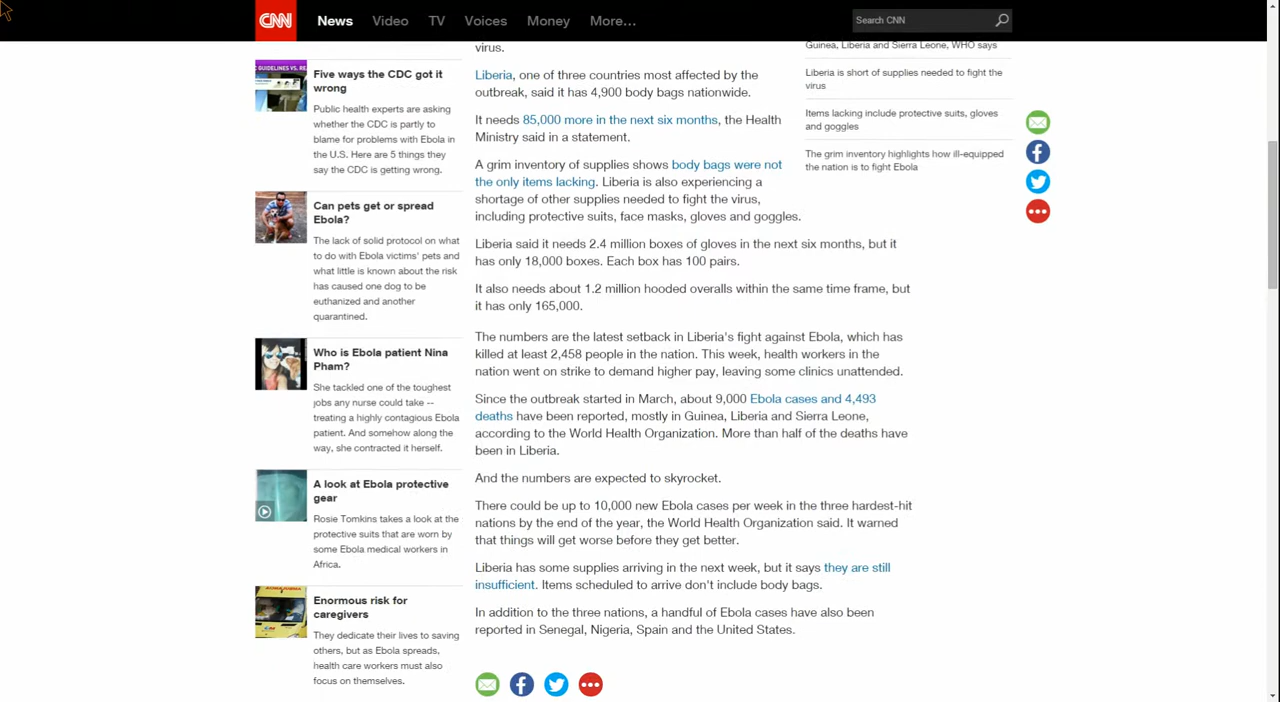 CNN
News
Video
TV
Voices
Money
More...
Search CNN
Five ways the CDC got it
wrong
Public health experts are asking
whether the CDC is partly to
blame for problems with Ebola in
the U.S. Here are 5 things they
say the CDC is getting wrong.
Can pets get or spread
Ebola?
The lack of solid protocol on what
to do with Ebola victims' pets and
what little is known about the risk
has caused one dog to be
euthanized and another
quarantined.
Who is Ebola patient Nina
Pham?
She tackled one of the toughest
jobs any nurse could take --
treating a highly contagious Ebola
patient. And somehow along the
way, she contracted it herself.
A look at Ebola protective
gear
Rosie Tomkins takes a look at the
protective suits that are worn by
some Ebola medical workers in
Africa.
Enormous risk for
caregivers
They dedicate their lives to saving
others, but as Ebola spreads,
health care workers must also
focus on themselves.
virus.
Liberia, one of three countries most affected by the
outbreak, said it has 4,900 body bags nationwide.
It needs 85,000 more in the next six months, the Health
Ministry said in a statement.
A grim inventory of supplies shows body bags were not
the only items lacking. Liberia is also experiencing a
shortage of other supplies needed to fight the virus,
including protective suits, face masks, gloves and goggles.
Liberia said it needs 2.4 million boxes of gloves in the next six months, but it
has only 18,000 boxes. Each box has 100 pairs.
It also needs about 1.2 million hooded overalls within the same time frame, but
it has only 165,000.
The numbers are the latest setback in Liberia's fight against Ebola, which has
killed at least 2,458 people in the nation. This week, health workers in the
nation went on strike to demand higher pay, leaving some clinics unattended.
Since the outbreak started in March, about 9,000 Ebola cases and 4,493
deaths have been reported, mostly in Guinea, Liberia and Sierra Leone,
according to the World Health Organization. More than half of the deaths have
been in Liberia.
And the numbers are expected to skyrocket.
There could be up to 10,000 new Ebola cases per week in the three hardest-hit
nations by the end of the year, the World Health Organization said. It warned
that things will get worse before they get better.
Liberia has some supplies arriving in the next week, but it says they are still
insufficient. Items scheduled to arrive don't include body bags.
In addition to the three nations, a handful of Ebola cases have also been
reported in Senegal, Nigeria, Spain and the United States.
Guinea, Liberia and Sierra Leone, WHO says
Liberia is short of supplies needed to fight the
virus
Items lacking include protective suits, gloves
and goggles
The grim inventory highlights how ill-equipped
the nation is to fight Ebola